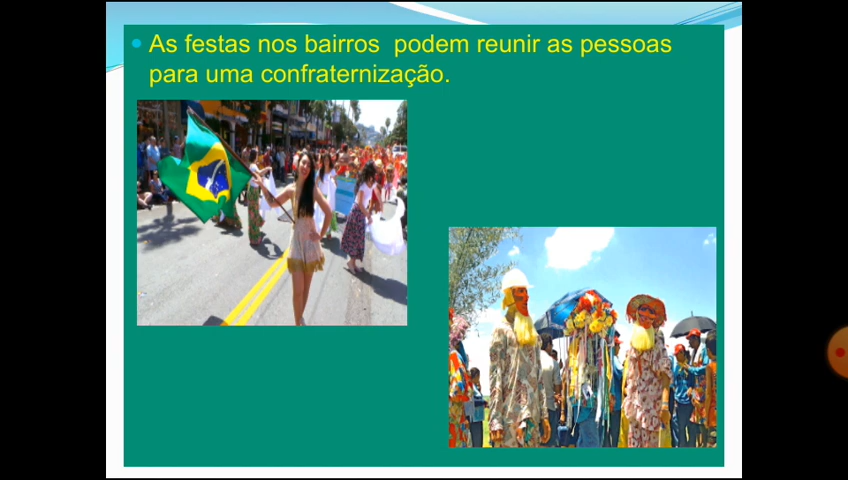 As festas nos bairros podem reunir as pessoas
para uma confraternização.